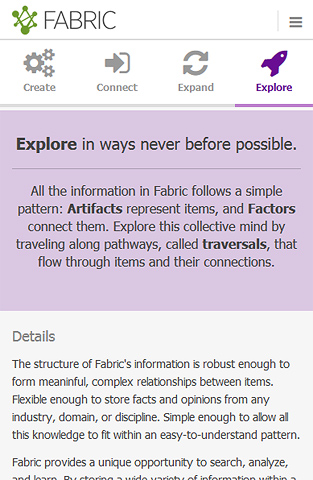 FABRIC
Create Connect Expand Explore
Explore in ways never before possible.
All the information in Fabric follows a simple
pattern: Artifacts represent items, and Factors
connect them. Explore this collective mind by
traveling along pathways, called traversals, that
flow through items and their connections.
Details
The structure of Fabric's information is robust enough to
form meaninful, complex relationships between items.
Flexible enough to store facts and opinions from any
industry, domain, or discipline. Simple enough to allow all
this knowledge to fit within an easy-to-understand pattern.
Fabric provides a unique opportunity to search, analyze,
and learn. By storing a wide variety of information within a